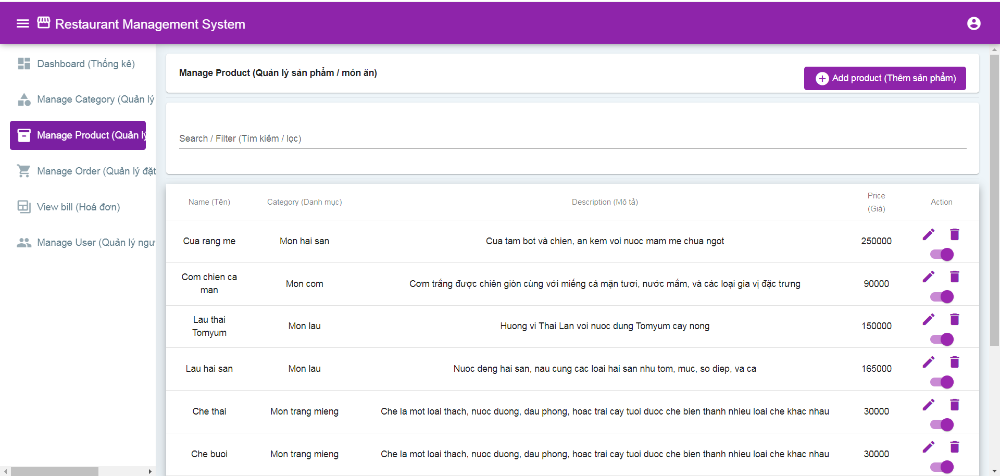 Restaurant Management System
Dashboard (Thống kê)
Manage Category (Quản lý
Manage Product (Quản lý
Manage Order (Quản lý đặt
View bill (Hoá đơn)
Manage User (Quản lý ngư
Manage Product (Quản lý sản phẩm / món ăn)
Add product (Thêm sản phẩm)
Search / Filter (Tìm kiếm / lọc)
Name (Tên) Category (Danh mục) Description (Mô tả) Price (Giá) Action
Cua rang me Mon hai san Cua tam bot và chien, an kem voi nuoc mam me chua ngot 250000
Com chien ca man Mon com Cơm trắng được chiên giòn cùng với miếng cá mặn tươi, nước mắm, và các loại gia vị đặc trưng 90000
Lau thai Tomyum Mon lau Huong vi Thai Lan voi nuoc dung Tomyum cay nong 150000
Lau hai san Mon lau Nuoc deng hai san, nau cung cac loai hai san nhu tom, muc, so diep, va ca 165000
Che thai Mon trang mieng Che la mot loai thach, nuoc duong, dau phong, hoac trai cay tuoi duoc che bien thanh nhieu loai che khac nhau 30000
Che buoi Mon trang mieng Che la mot loai thach, nuoc duong, dau phong, hoac trai cay tuoi duoc che bien thanh nhieu loai che khac nhau 30000